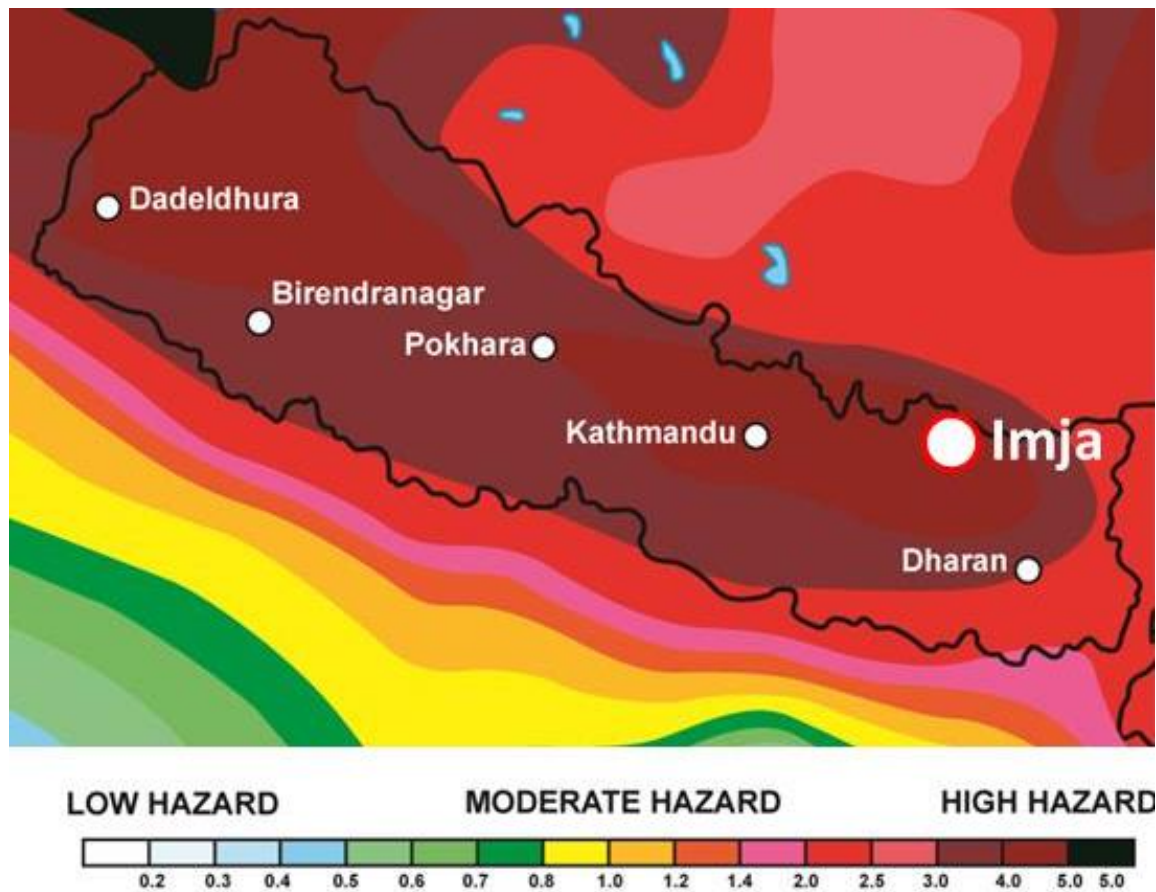 Dadeldhura
Birendranagar
Pokhara
Kathmandu
Imja
Dharan
LOW HAZARD MODERATE HAZARD HIGH HAZARD
0.2 0.3 0.4 0.5 0.6 0.7 0.8 1.0 1.2 1.4 2.0 2.5 3.0 4.0 5.0 5.0